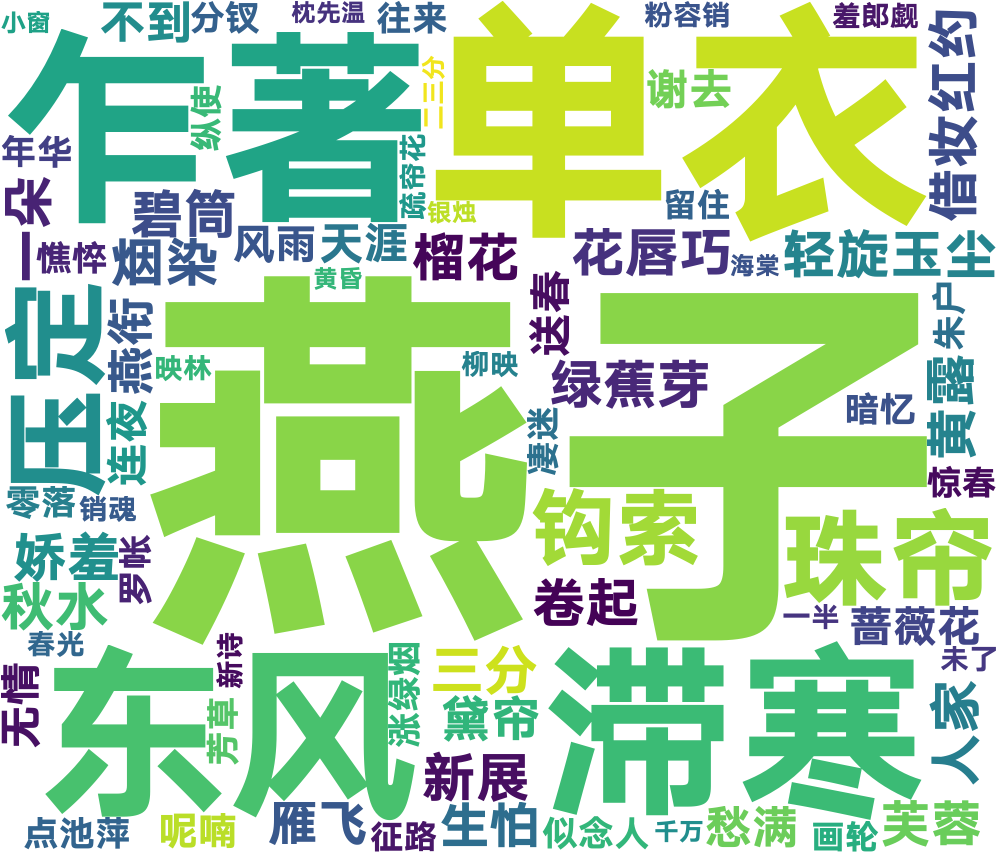 小窗
不到
分钗
枕先温
往来
粉容销
羞郎觑
借妆红约
乍著
单衣
二三分
谢去
纵使
年华
一朵
疏帘花
碧筒
银烛
留住
憔悴
烟染
风雨
天涯
榴花
花唇巧
海棠
轻旋玉尘
黄昏
送春
压定
燕衔
燕子
朱户
映林
柳映
绿蕉芽
黄露
暗忆
连夜
凄迷
惊春
零落
销魂
钩索
珠帘
娇羞
罗帐
卷起
秋水
一半
蔷薇花
春光
新诗
未了
无情
东风
涨绿烟
三分
滞寒
人家
芳草
黛帘
新展
点池萍
呢喃
雁飞
征路
生怕
似念人
千万
愁满
画轮
芙蓉